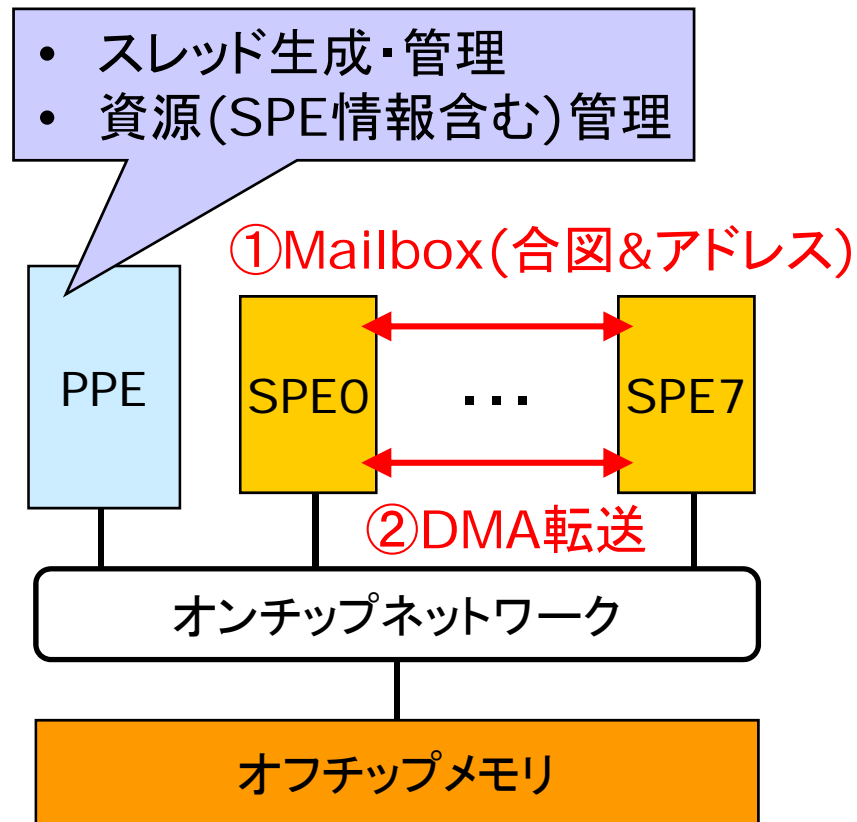 • スレッド生成・管理
• 資源(SPE情報含む)管理
①Mailbox(合図&アドレス)
PPE
SPE0
・・・
SPE7
②DMA転送
オンチップネットワーク
オフチップメモリ